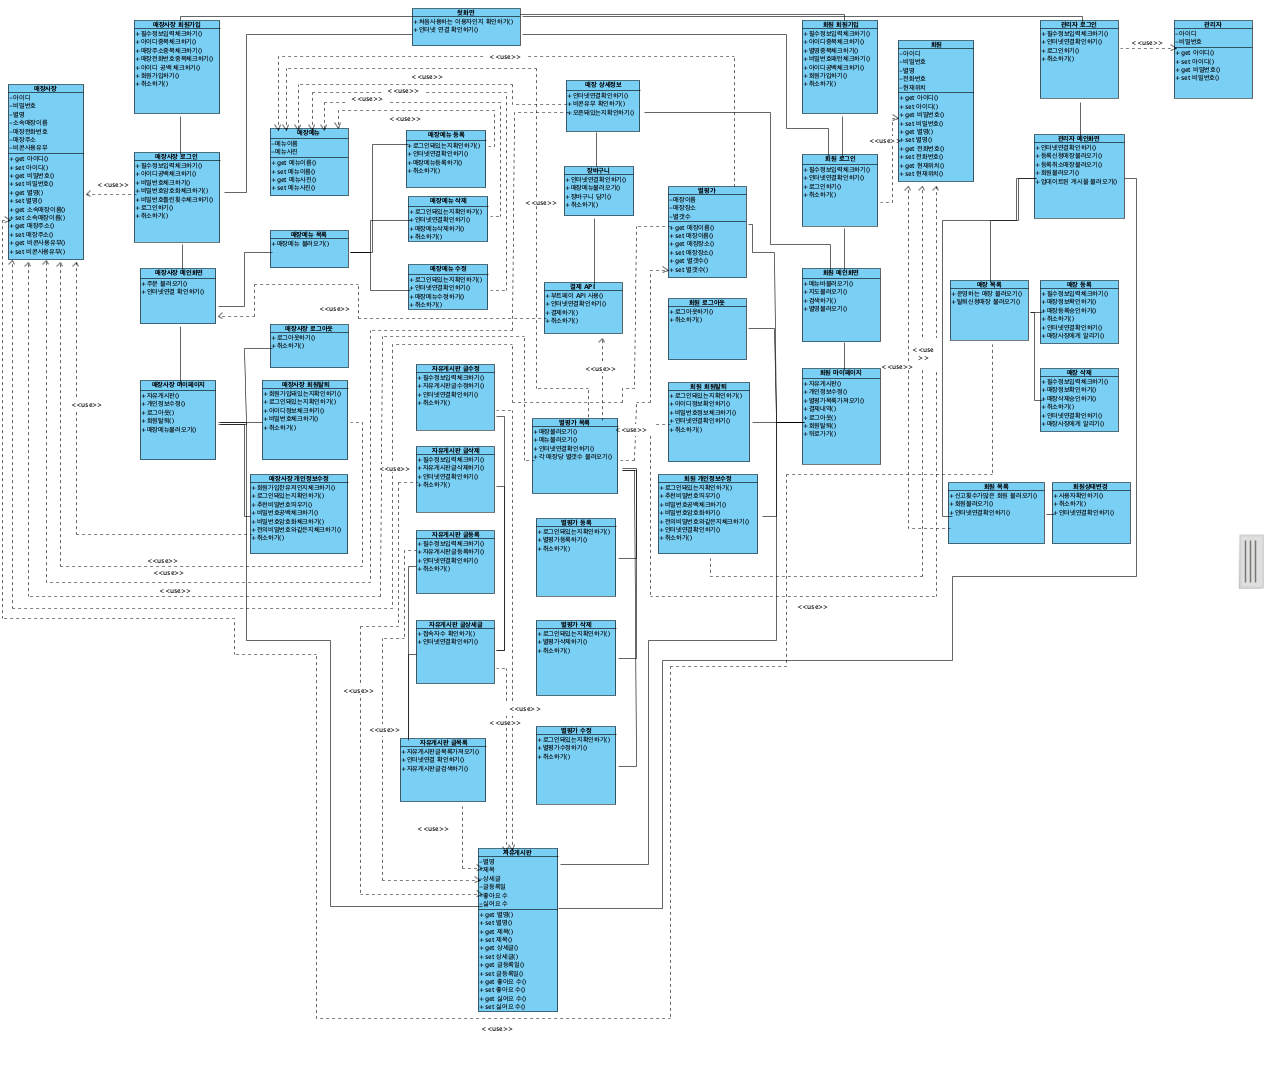 첫화면
+ 처음사용하는 이용자인지 확인하기()
+ 인터넷 연결 확인하기()
매장사장 회원가입
+ 필수정보입력체크하기()
+ 아이디중복체크하기()
+ 매장주소중복체크하기()
+ 매장전화번호중복체크하기()
+ 아이디 공백 체크하기()
+ 회원가입하기()
+ 취소하기()
회원 회원가입
+ 필수정보입력체크하기()
+ 아이디중복체크하기()
+ 별명중복체크하기()
+ 비밀번호패턴체크하기()
+ 아이디공백체크하기()
+ 회원가입하기()
+ 취소하기()
회원
-아이디
-비밀번호
-별명
-전화번호
-현재위치
+ get 아이디()
+ set 아이디()
+ get 비밀번호()
+ set 비밀번호()
+ get 별명()
+ set 별명()
+ get 전화번호()
+ set 전화번호()
+ get 현재위치()
+ set 현재위치()
관리자 로그인
+ 필수정보입력체크하기()
+ 인터넷연결확인하기()
+ 로그인하기()
+ 취소하기()
<<use>>
관리자
-아이디
-비밀번호
+ get 아이디()
+ set 아이디()
+ get 비밀번호()
+ set 비밀번호()
매장사장
-아이디
-비밀번호
-별명
-소속매장이름
-매장전화번호
-매장주소
-비콘사용유무
+ get 아이디()
+ set 아이디()
+ get 비밀번호()
+ set 비밀번호()
+ get 별명()
+ set 별명()
+ get 소속매장이름()
+ set 소속매장이름()
+ get 매장주소()
+ set 매장주소()
+ get 비콘사용유무()
+ set 비콘사용유무()
<<use>>
<<use>>
<<use>>
<<use>>
<<use>>
매장 상세정보
+ 인터넷연결확인하기()
+ 비콘유무 확인하기()
+ 오픈돼있는지확인하기()
매장메뉴
-메뉴이름
-메뉴사진
+ get 메뉴이름()
+ set 메뉴이름()
+ get 메뉴사진()
+ set 메뉴사진()
매장메뉴 등록
+ 로그인돼있는지확인하기()
+ 인터넷연결확인하기()
+ 매장메뉴등록하기()
+ 취소하기()
매장사장 로그인
+ 필수정보입력체크하기()
+ 아이디공백체크하기()
+ 비밀번호체크하기()
+ 비밀번호암호화체크하기()
+ 비밀번호틀린횟수체크하기()
+ 로그인하기()
+ 취소하기()
<<use>>
장바구니
+ 인터넷연결확인하기()
+ 매장메뉴불러오기()
+ 장바구니 담기()
+ 취소하기()
별평가
-매장이름
-매장장소
-별갯수
+ get 매장이름()
+ set 매장이름()
+ get 매장장소()
+ set 매장장소()
+ get 별갯수()
+ set 별갯수()
회원 로그인
+ 필수정보입력체크하기()
+ 인터넷연결확인하기()
+ 로그인하기()
+ 취소하기()
<<use>>
관리자 메인화면
+ 인터넷연결확인하기()
+ 등록신청매장불러오기()
+ 등록취소매장불러오기()
+ 회원불러오기()
+ 업데이트된 게시물 불러오기()
매장메뉴 삭제
+ 로그인돼있는지확인하기()
+ 인터넷연결확인하기()
+ 매장메뉴삭제하기()
+ 취소하기()
매장메뉴 목록
+ 매장메뉴 불러오기()
매장메뉴 수정
+ 로그인돼있는지확인하기()
+ 인터넷연결확인하기()
+ 매장메뉴수정하기()
+ 취소하기()
매장사장 메인화면
+ 주문 불러오기()
+ 인터넷연결 확인하기()
<<use>>
결제 API
+ 부트페이 API 사용()
+ 인터넷연결확인하기()
+ 결제하기()
+ 취소하기()
회원 로그아웃
+ 로그아웃하기()
+ 취소하기()
회원 메인화면
+ 메뉴바불러오기()
+ 지도불러오기()
+ 검색하기()
+ 별명불러오기()
매장 목록
+ 운영하는 매장 불러오기()
+ 탈퇴신청매장 불러오기()
매장 등록
+ 필수정보입력체크하기()
+ 매장정보확인하기()
+ 매장등록승인하기()
+ 취소하기()
+ 인터넷연결확인하기()
+ 매장사장에게 알리기()
매장사장 로그아웃
+ 로그아웃하기()
+ 취소하기()
<<use>>
<<use>>
<<use>>
매장사장 마이페이지
+ 자유게시판()
+ 개인정보수정()
+ 로그아웃()
+ 회원탈퇴()
+ 매장메뉴불러오기()
매장사장 회원탈퇴
+ 회원가입돼있는지확인하기()
+ 로그인돼있는지확인하기()
+ 아이디정보체크하기()
+ 비밀번호체크하기()
+ 취소하기()
자유게시판 글수정
+ 필수정보입력체크하기()
+ 자유게시판글수정하기()
+ 인터넷연결확인하기()
+ 취소하기()
회원 회원탈퇴
+ 로그인돼있는지확인하기()
+ 아이디정보확인하기()
+ 비밀번호정보체크하기()
+ 인터넷연결확인하기()
+ 취소하기()
회원 마이페이지
+ 자유게시판()
+ 개인정보수정()
+ 별평가목록가져오기()
+ 결제내역()
+ 로그아웃()
+ 회원탈퇴()
+ 뒤로가기()
매장 삭제
+ 필수정보입력체크하기()
+ 매장정보확인하기()
+ 매장삭제승인하기()
+ 취소하기()
+ 인터넷연결확인하기()
+ 매장사장에게 알리기()
<<use>>
별평가 목록
+ 매장불러오기()
+ 메뉴불러오기()
+ 인터넷연결확인하기()
+ 각 매장당 별갯수 불러오기()
<<use>>
자유게시판 글삭제
+ 필수정보입력체크하기()
+ 자유게시판글삭제하기()
+ 인터넷연결확인하기()
+ 취소하기()
<<use>>
매장사장 개인정보수정
+ 회원가입한유저인지체크하기()
+ 로그인돼있는지확인하기()
+ 추천비밀번호띄우기()
+ 비밀번호공백체크하기()
+ 비밀번호암호화체크하기()
+ 전의비밀번호와같은지체크하기()
+ 취소하기()
회원 개인정보수정
+ 로그인돼있는지확인하기()
+ 추천비밀번호띄우기()
+ 비밀번호공백체크하기()
+ 비밀번호암호화하기()
+ 전의비밀번호와같은지체크하기()
+ 인터넷연결확인하기()
+ 취소하기()
회원 목록
+ 신고횟수가많은 회원 불러오기()
+ 회원불러오기()
+ 인터넷연결확인하기()
회원상태변경
+ 사용자확인하기()
+ 취소하기()
+ 인터넷연결확인하기()
자유게시판 글등록
+ 필수정보입력체크하기()
+ 자유게시판글등록하기()
+ 인터넷연결확인하기()
+ 취소하기()
별평가 등록
+ 로그인돼있는지확인하기()
+ 별평가등록하기()
+ 취소하기()
<<use>>
<<use>>
<<use>>
<<use>>
자유게시판 글상세글
+ 접속자수 확인하기()
+ 인터넷연결확인하기()
별평가 삭제
+ 로그인돼있는지확인하기()
+ 별평가삭제하기()
+ 취소하기()
<<use>>
<<use>>
<<use>>
<<use>>
별평가 수정
+ 로그인돼있는지확인하기()
+ 별평가수정하기()
+ 취소하기()
자유게시판 글목록
+ 자유게시판글목록가져오기()
+ 인터넷연결 확인하기()
+ 자유게시판글검색하기()
<<use>>
자유게시판
-별명
-제목
-상세글
-글등록일
-좋아요 수
-싫어요 수
+ get 별명()
+ set 별명()
+ get 제목()
+ set 제목()
+ get 상세글()
+ set 상세글()
+ get 글등록일()
+ set 글등록일()
+ get 좋아요 수()
+ set 좋아요 수()
+ get 싫어요 수()
+ set 싫어요 수()
<<use>>